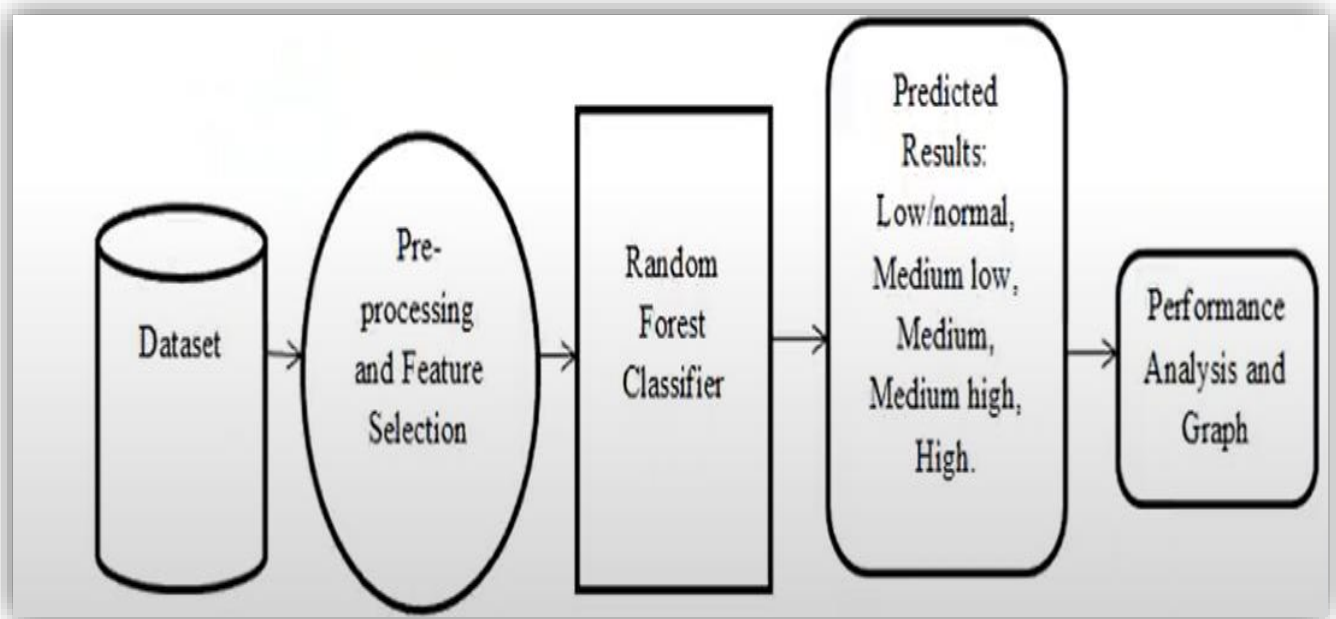 Dataset
Pre-
processing
and Feature
Selection
Random
Forest
Classifier
Predicted
Results:
Low/normal,
Medium low,
Medium,
Medium high,
High.
Performance
Analysis and
Graph